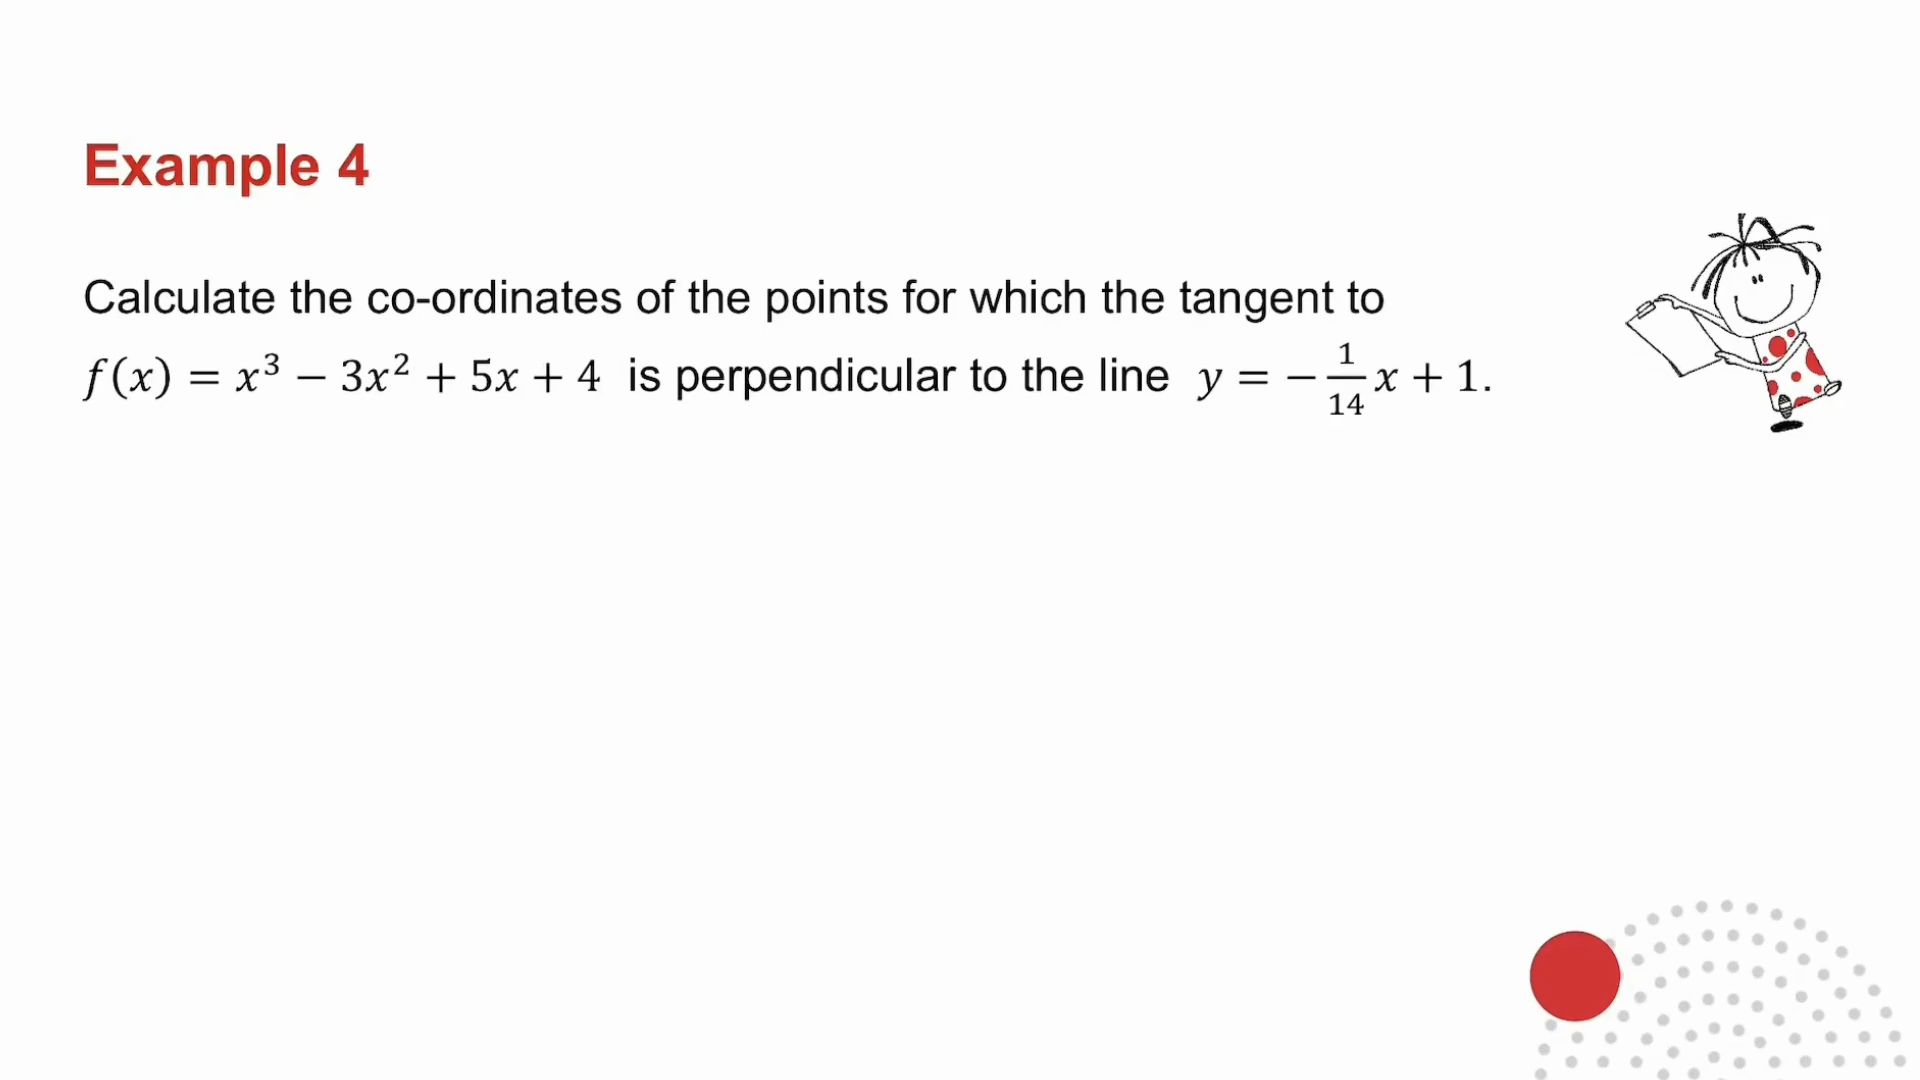 Example 4
Calculate the co-ordinates of the points for which the tangent to
f(x) = x³ − 3x² + 5x + 4 is perpendicular to the line y = −1/14 x + 1.